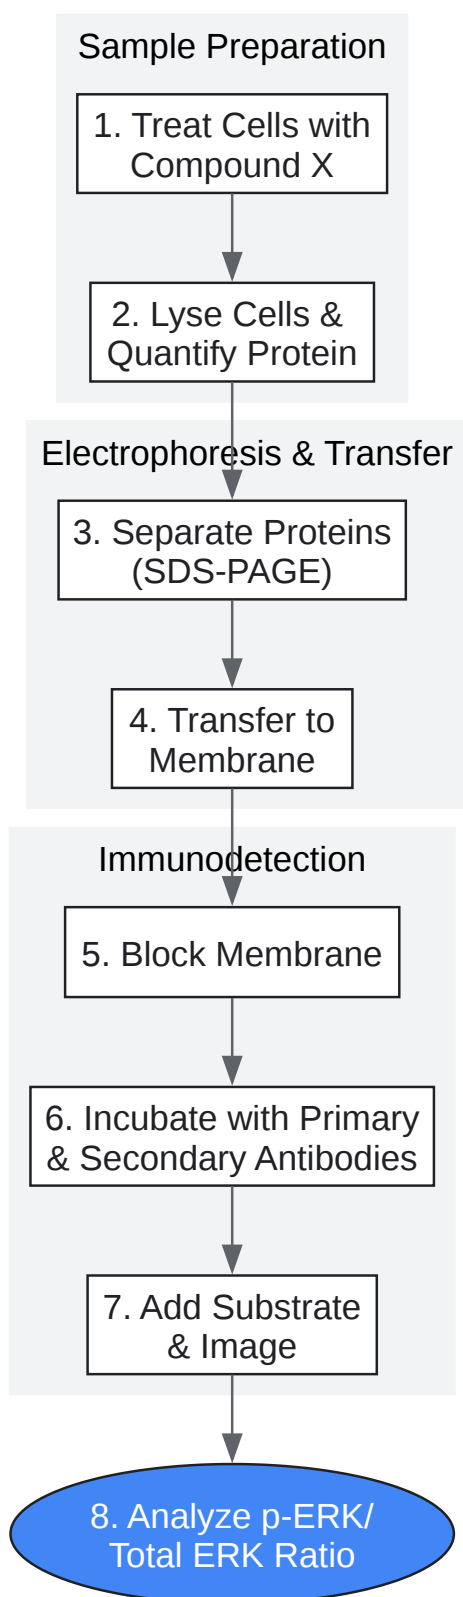 Sample Preparation
1. Treat Cells with
Compound X
2. Lyse Cells &
Quantify Protein
Electrophoresis & Transfer
3. Separate Proteins
(SDS-PAGE)
4. Transfer to
Membrane
Immunodetection
5. Block Membrane
6. Incubate with Primary
& Secondary Antibodies
7. Add Substrate
& Image
8. Analyze p-ERK/
Total ERK Ratio